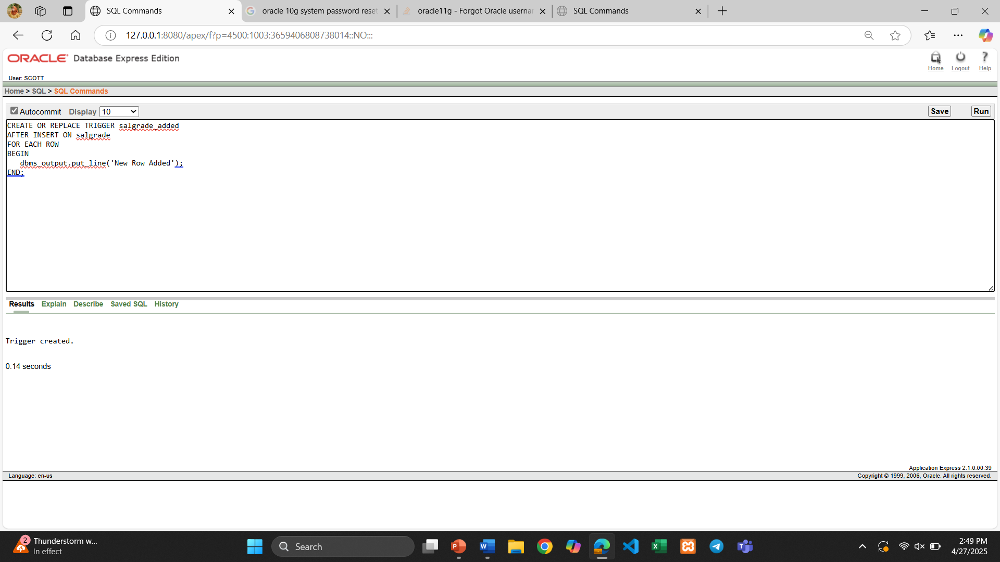 SQL Commands
oracle 10g system password reset
oracle11g - Forgot Oracle userna
SQL Commands
127.0.0.1:8080/apex/f?p=4500:1003:3659406808738014::NO:::
ORACLE Database Express Edition
Home
Logout
Help
User: SCOTT
Home > SQL > SQL Commands
Autocommit Display 10
Save
Run
CREATE OR REPLACE TRIGGER salgrade_added
AFTER INSERT ON salgrade
FOR EACH ROW
BEGIN
   dbms_output.put_line('New Row Added');
END;
Results Explain Describe Saved SQL History
Trigger created.
0.14 seconds
Application Express 2.1.0.00.39
Language: en-us
Copyright © 1999, 2006, Oracle. All rights reserved.
2
Thunderstorm w...
In effect
Search
2:49 PM
4/27/2025